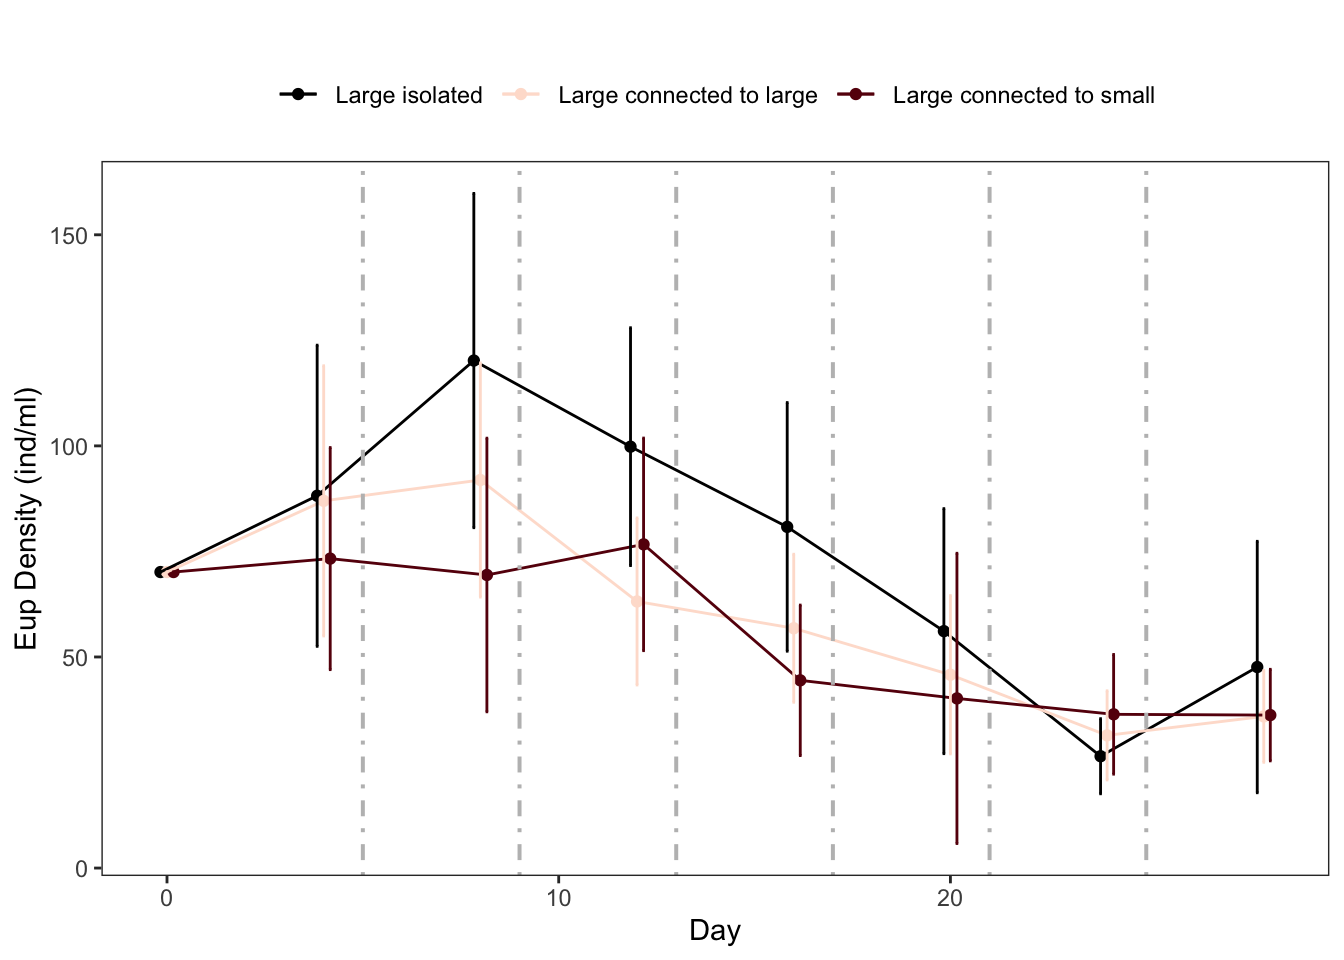 Large isolated Large connected to large Large connected to small
Eup Density (ind/ml)
150
100
50
0
0 10 20
Day